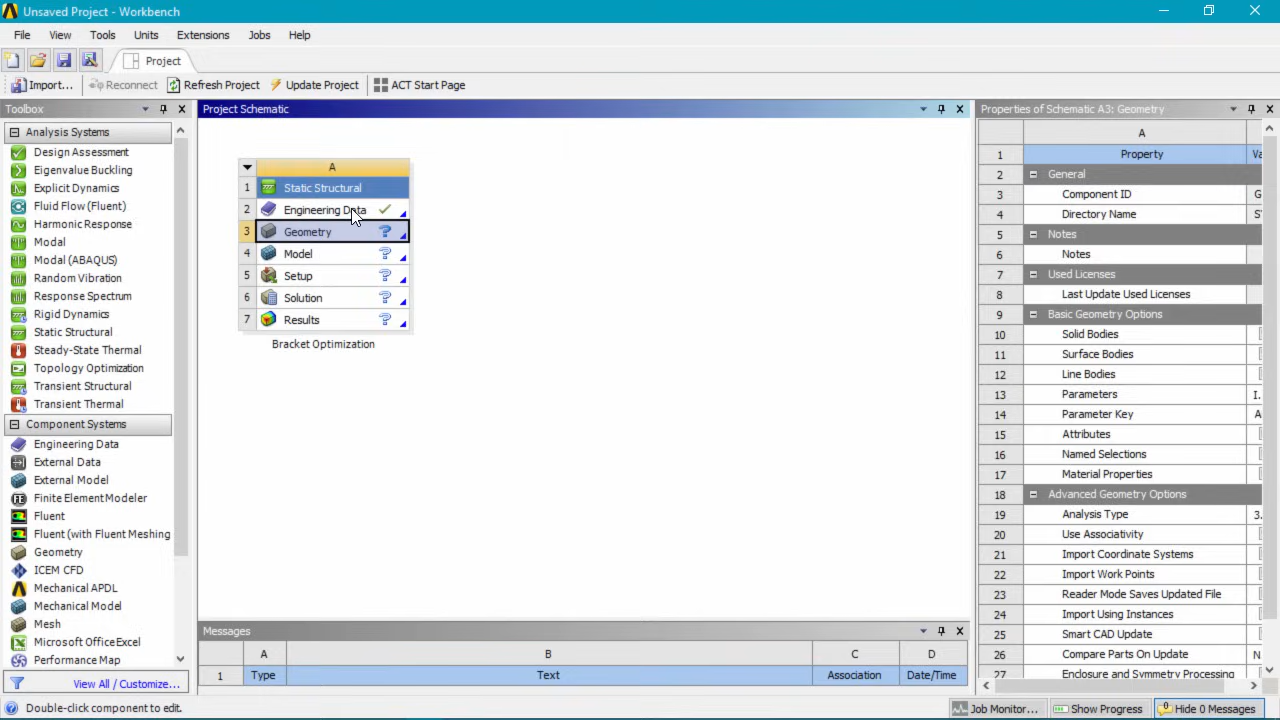 Unsaved Project - Workbench
File View Tools Units Extensions Jobs Help
Project
Import... Reconnect Refresh Project Update Project ACT Start Page
Toolbox
Analysis Systems
Design Assessment
Eigenvalue Buckling
Explicit Dynamics
Fluid Flow (Fluent)
Harmonic Response
Modal
Modal (ABAQUS)
Random Vibration
Response Spectrum
Rigid Dynamics
Static Structural
Steady-State Thermal
Topology Optimization
Transient Structural
Transient Thermal
Component Systems
Engineering Data
External Data
External Model
Finite Element Modeler
Fluent
Fluent (with Fluent Meshing
Geometry
ICEM CFD
Mechanical APDL
Mechanical Model
Mesh
Microsoft Office Excel
Performance Map
View All / Customize...
Project Schematic
A
1 Static Structural
2 Engineering Data
3 Geometry ?
4 Model ?
5 Setup ?
6 Solution ?
7 Results ?
Bracket Optimization
Messages
A B C D
1 Type Text Association Date/Time
Properties of Schematic A3: Geometry
A
1 Property Va
2 General
3 Component ID G
4 Directory Name S
5 Notes
6 Notes
7 Used Licenses
8 Last Update Used Licenses
9 Basic Geometry Options
10 Solid Bodies
11 Surface Bodies
12 Line Bodies
13 Parameters I.
14 Parameter Key A
15 Attributes
16 Named Selections
17 Material Properties
18 Advanced Geometry Options
19 Analysis Type 3.
20 Use Associativity
21 Import Coordinate Systems
22 Import Work Points
23 Reader Mode Saves Updated File
24 Import Using Instances
25 Smart CAD Update
26 Compare Parts On Update N
27 Enclosure and Symmetry Processing
Double-click component to edit.
Job Monitor... Show Progress 0 Hide 0 Messages